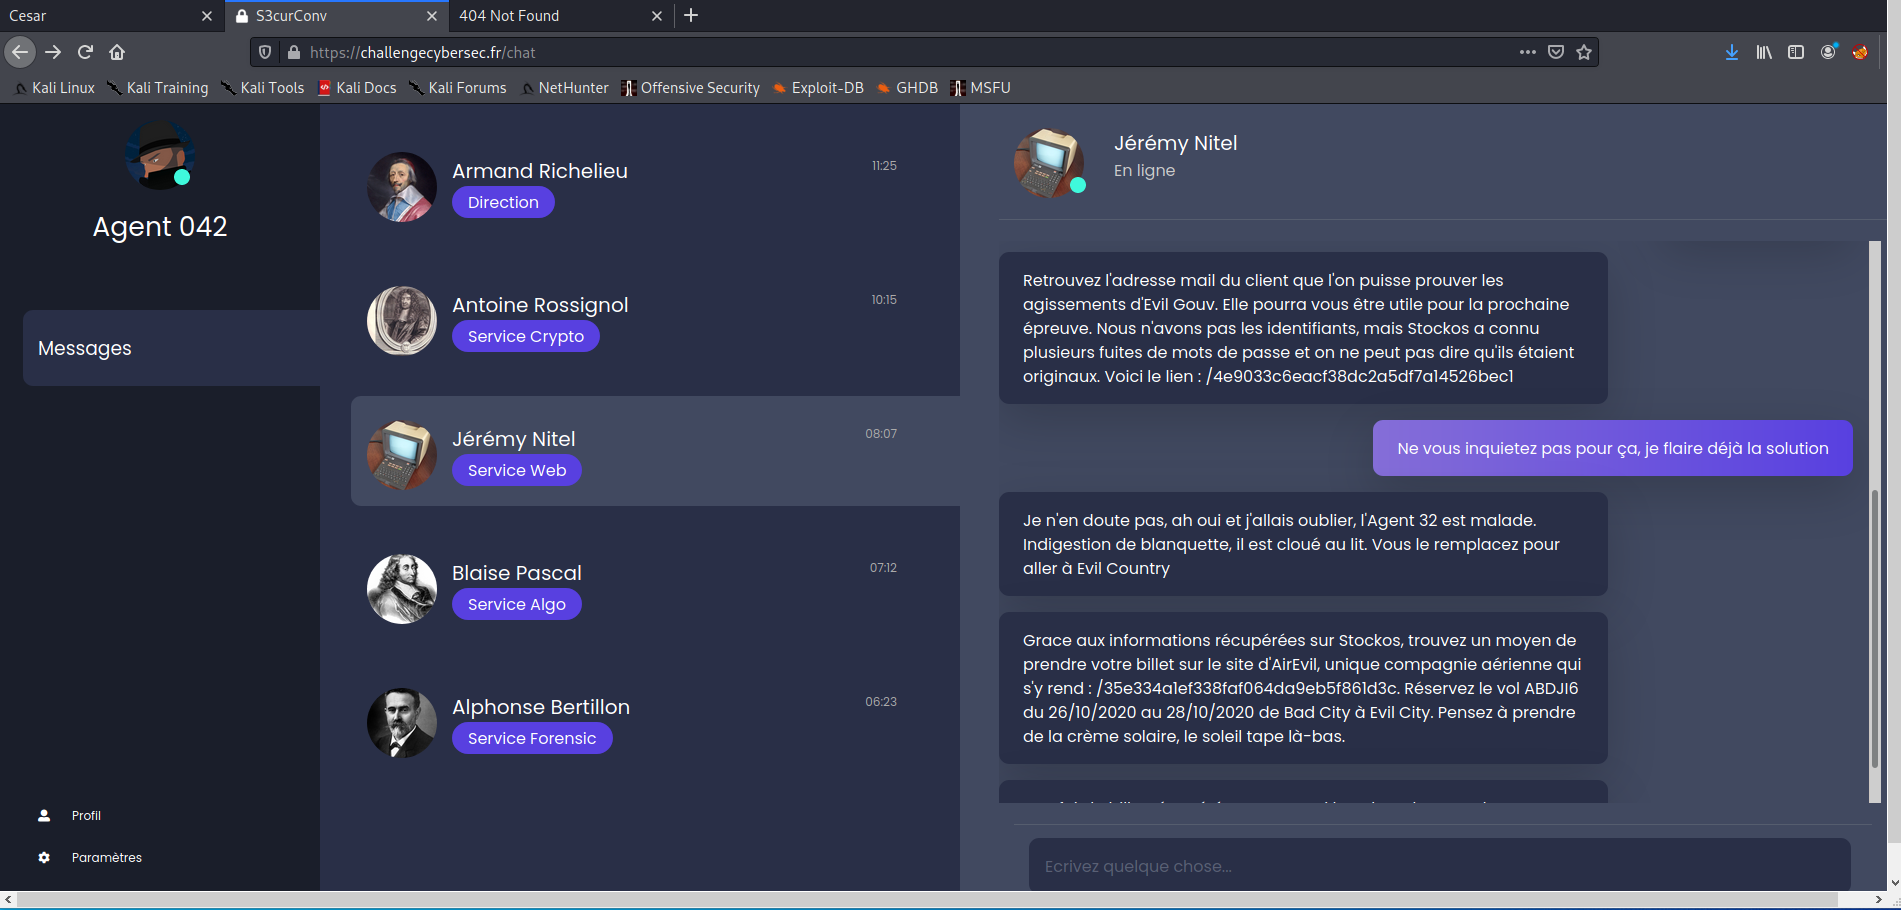 Cesar
S3curConv
404 Not Found
https://challengecybersec.fr/chat
Kali Linux
Kali Training
Kali Tools
Kali Docs
Kali Forums
NetHunter
Offensive Security
Exploit-DB
GHDB
MSFU
Agent 042
Messages
Profil
Paramètres
Armand Richelieu
11:25
Direction
Antoine Rossignol
10:15
Service Crypto
Jérémy Nitel
08:07
Service Web
Blaise Pascal
07:12
Service Algo
Alphonse Bertillon
06:23
Service Forensic
Jérémy Nitel
En ligne
Retrouvez l'adresse mail du client que l'on puisse prouver les
agissements d'Evil Gouv. Elle pourra vous être utile pour la prochaine
épreuve. Nous n'avons pas les identifiants, mais Stockos a connu
plusieurs fuites de mots de passe et on ne peut pas dire qu'ils étaient
originaux. Voici le lien : /4e9033c6eacf38dc2a5df7a14526bec1
Ne vous inquietez pas pour ça, je flaire déjà la solution
Je n'en doute pas, ah oui et j'allais oublier, l'Agent 32 est malade.
Indigestion de blanquette, il est cloué au lit. Vous le remplacez pour
aller à Evil Country
Grace aux informations récupérées sur Stockos, trouvez un moyen de
prendre votre billet sur le site d'AirEvil, unique compagnie aérienne qui
s'y rend : /35e334a1ef338faf064da9eb5f861d3c. Réservez le vol ABDJI6
du 26/10/2020 au 28/10/2020 de Bad City à Evil City. Pensez à prendre
de la crème solaire, le soleil tape là-bas.
Ecrivez quelque chose...